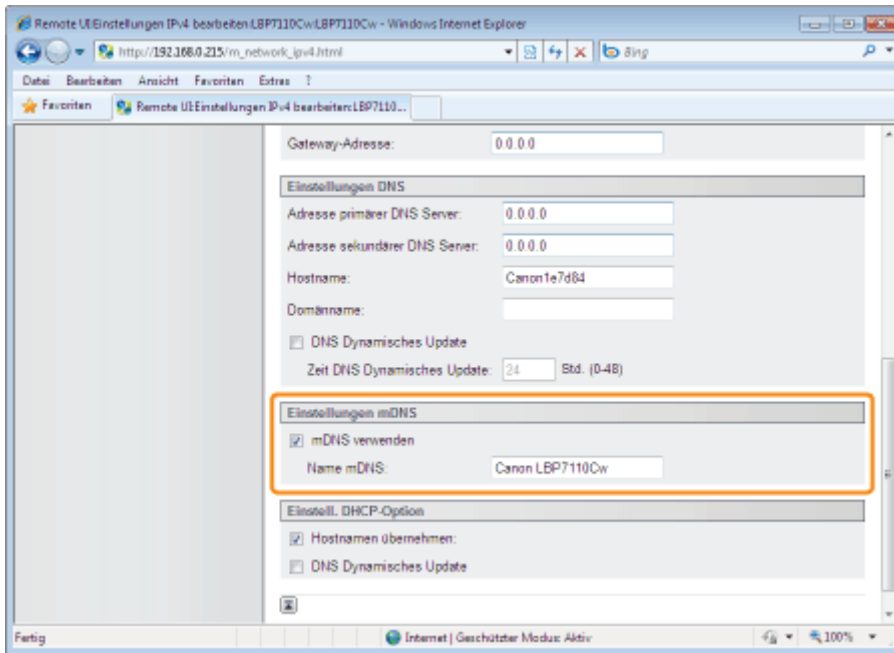 Remote UI:Einstellungen IPv4 bearbeiten:LBP7110Cw:LBP7110Cw - Windows Internet Explorer
http://192.168.0.215/m_network_ipv4.html
Bing
Datei Bearbeiten Ansicht Favoriten Extras ?
Favoriten Remote UI:Einstellungen IPv4 bearbeiten:LBP7110...
Gateway-Adresse: 0.0.0.0
Einstellungen DNS
Adresse primärer DNS Server: 0.0.0.0
Adresse sekundärer DNS Server: 0.0.0.0
Hostname: Canon1e7d84
Domänname:
DNS Dynamisches Update
Zeit DNS Dynamisches Update: 24 Std. (0-48)
Einstellungen mDNS
mDNS verwenden
Name mDNS: Canon LBP7110Cw
Einstell. DHCP-Option
Hostnamen übernehmen:
DNS Dynamisches Update
Fertig Internet | Geschützter Modus: Aktiv 100%